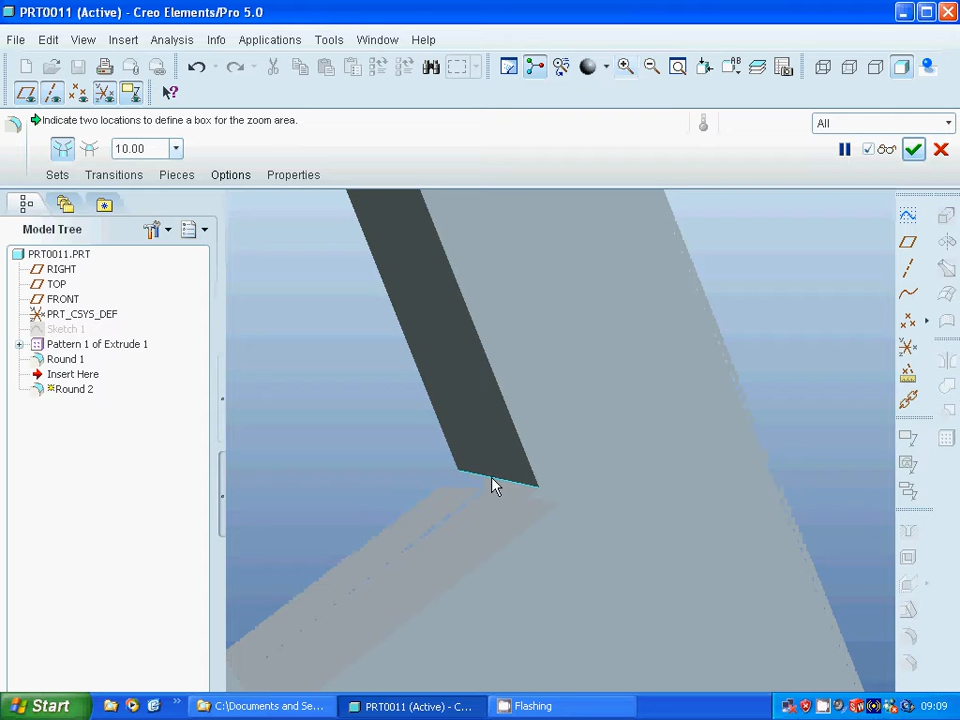 PRT0011 (Active) - Creo Elements/Pro 5.0
File Edit View Insert Analysis Info Applications Tools Window Help
Indicate two locations to define a box for the zoom area.
All
10.00
Sets Transitions Pieces Options Properties
Model Tree
PRT0011.PRT
RIGHT
TOP
FRONT
PRT_CSYS_DEF
Sketch 1
Pattern 1 of Extrude 1
Round 1
Insert Here
Round 2
Start C:\Documents and Se... PRT0011 (Active) - C... Flashing 09:09